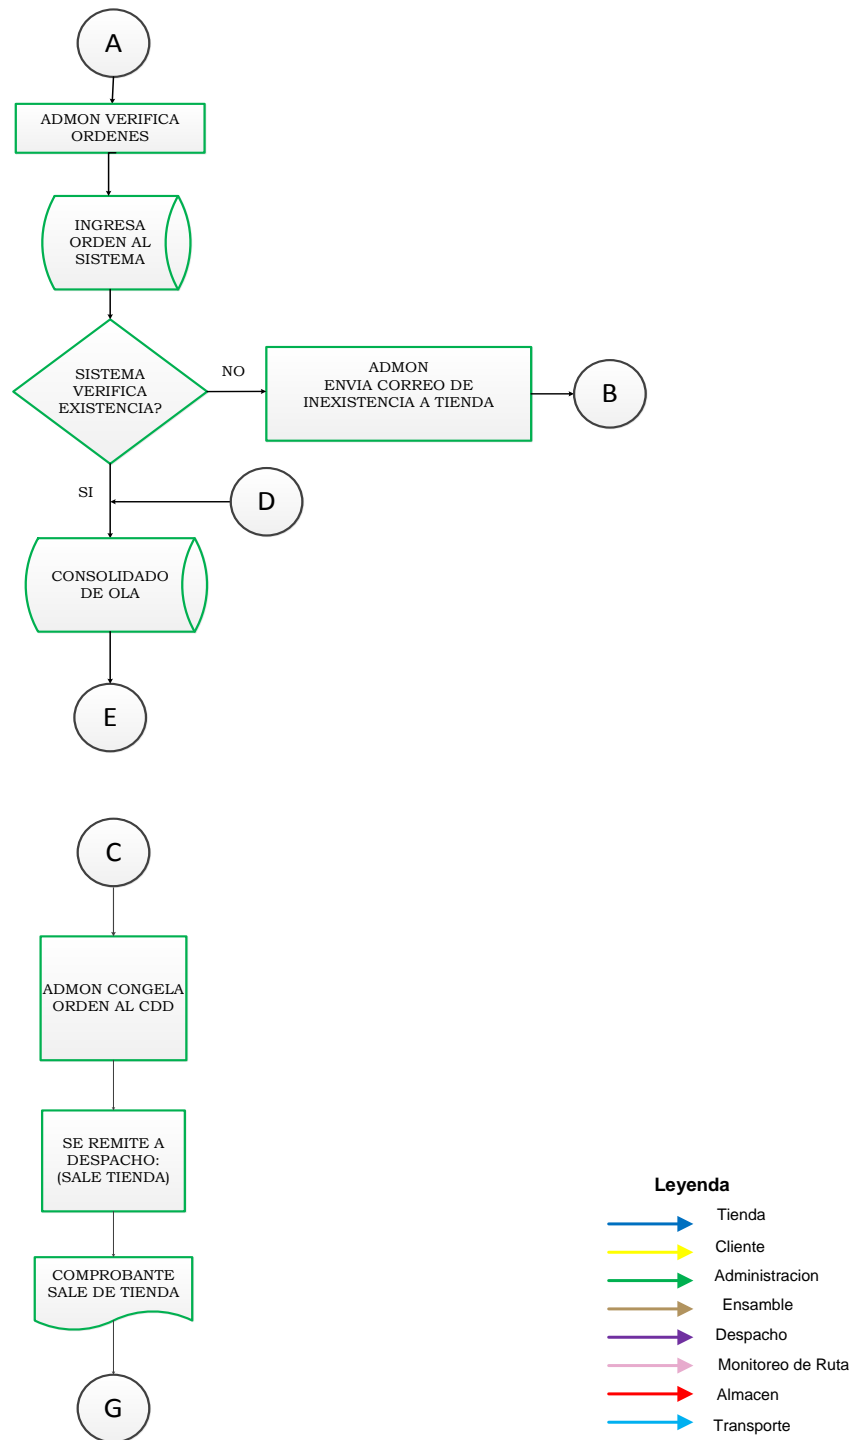 A
ADMON VERIFICA
ORDENES
INGRESA
ORDEN AL
SISTEMA
SISTEMA
VERIFICA
EXISTENCIA?
NO
ADMON
ENVIA CORREO DE
INEXISTENCIA A TIENDA
B
SI
D
CONSOLIDADO
DE OLA
E
C
ADMON CONGELA
ORDEN AL CDD
SE REMITE A
DESPACHO:
(SALE TIENDA)
COMPROBANTE
SALE DE TIENDA
G
Leyenda
Tienda
Cliente
Administracion
Ensamble
Despacho
Monitoreo de Ruta
Almacen
Transporte